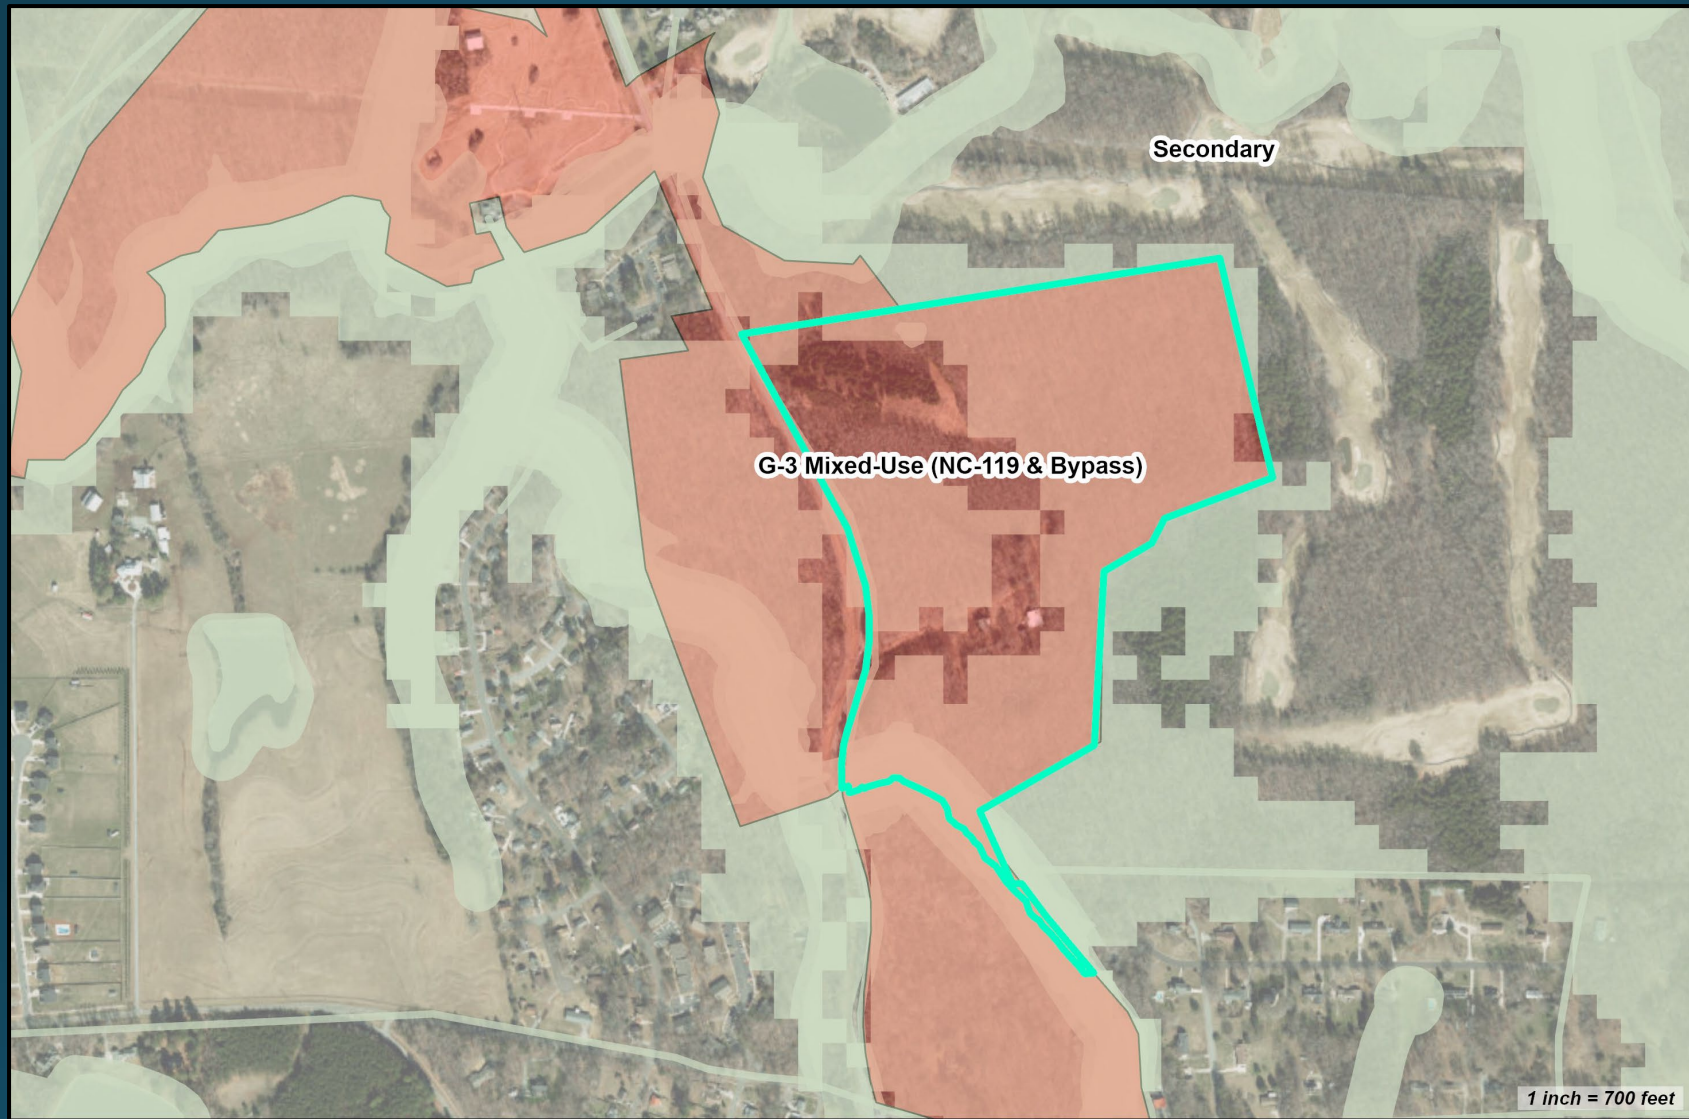 Secondary
G-3 Mixed-Use (NC-119 & Bypass)
1 inch = 700 feet